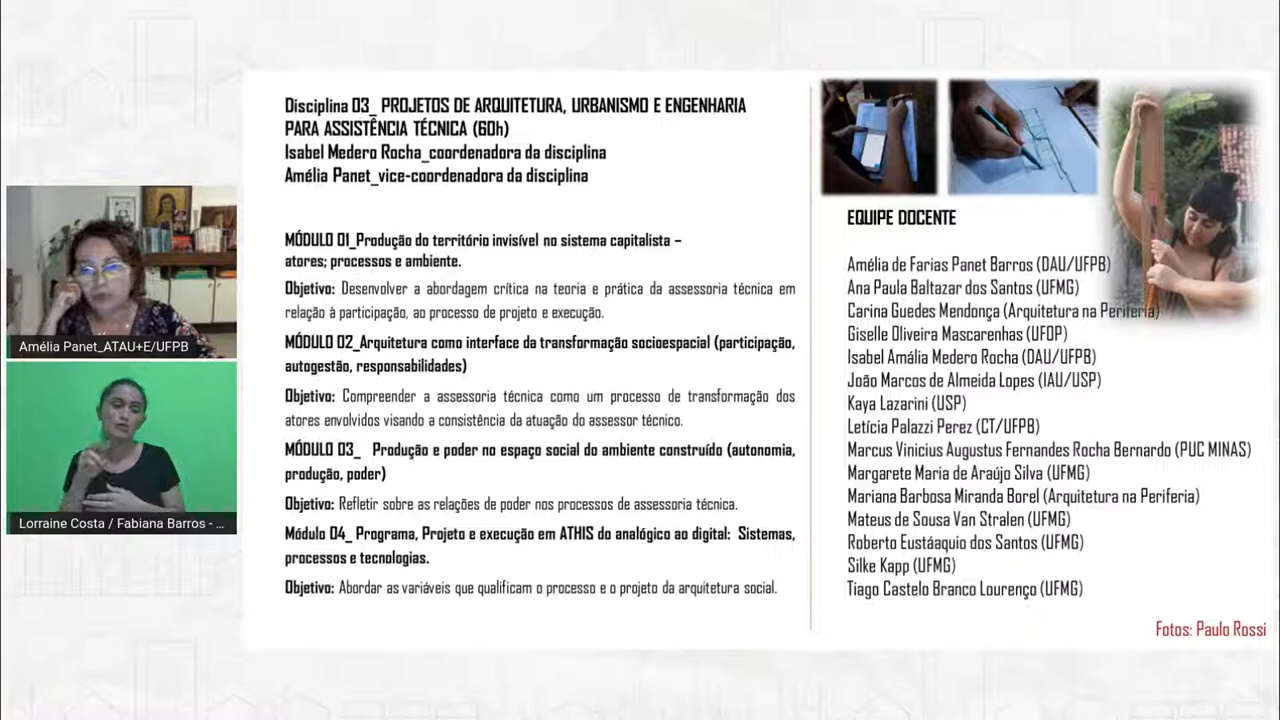 Disciplina 03_ PROJETOS DE ARQUITETURA, URBANISMO E ENGENHARIA
PARA ASSISTÊNCIA TÉCNICA (60h)
Isabel Medero Rocha_coordenadora da disciplina
Amélia Panet_vice-coordenadora da disciplina
MÓDULO 01_Produção do território invisível no sistema capitalista –
atores; processos e ambiente.
Objetivo: Desenvolver a abordagem crítica na teoria e prática da assessoria técnica em
relação à participação, ao processo de projeto e execução.
MÓDULO 02_Arquitetura como interface da transformação socioespacial (participação,
autogestão, responsabilidades)
Objetivo: Compreender a assessoria técnica como um processo de transformação dos
atores envolvidos visando a consistência da atuação do assessor técnico.
MÓDULO 03_ Produção e poder no espaço social do ambiente construído (autonomia,
produção, poder)
Objetivo: Refletir sobre as relações de poder nos processos de assessoria técnica.
Módulo 04_ Programa, Projeto e execução em ATHIS do analógico ao digital: Sistemas,
processos e tecnologias.
Objetivo: Abordar as variáveis que qualificam o processo e o projeto da arquitetura social.
EQUIPE DOCENTE
Amélia de Farias Panet Barros (DAU/UFPB)
Ana Paula Baltazar dos Santos (UFMG)
Carina Guedes Mendonça (Arquitetura na Periferia)
Giselle Oliveira Mascarenhas (UFOP)
Isabel Amália Medero Rocha (DAU/UFPB)
João Marcos de Almeida Lopes (IAU/USP)
Kaya Lazarini (USP)
Letícia Palazzi Perez (CT/UFPB)
Marcus Vinicius Augustus Fernandes Rocha Bernardo (PUC MINAS)
Margarete Maria de Araújo Silva (UFMG)
Mariana Barbosa Miranda Borel (Arquitetura na Periferia)
Mateus de Sousa Van Stralen (UFMG)
Roberto Eustáaquio dos Santos (UFMG)
Silke Kapp (UFMG)
Tiago Castelo Branco Lourenço (UFMG)
Fotos: Paulo Rossi
Amélia Panet_ATAU+E/UFPB
Lorraine Costa / Fabiana Barros - ...